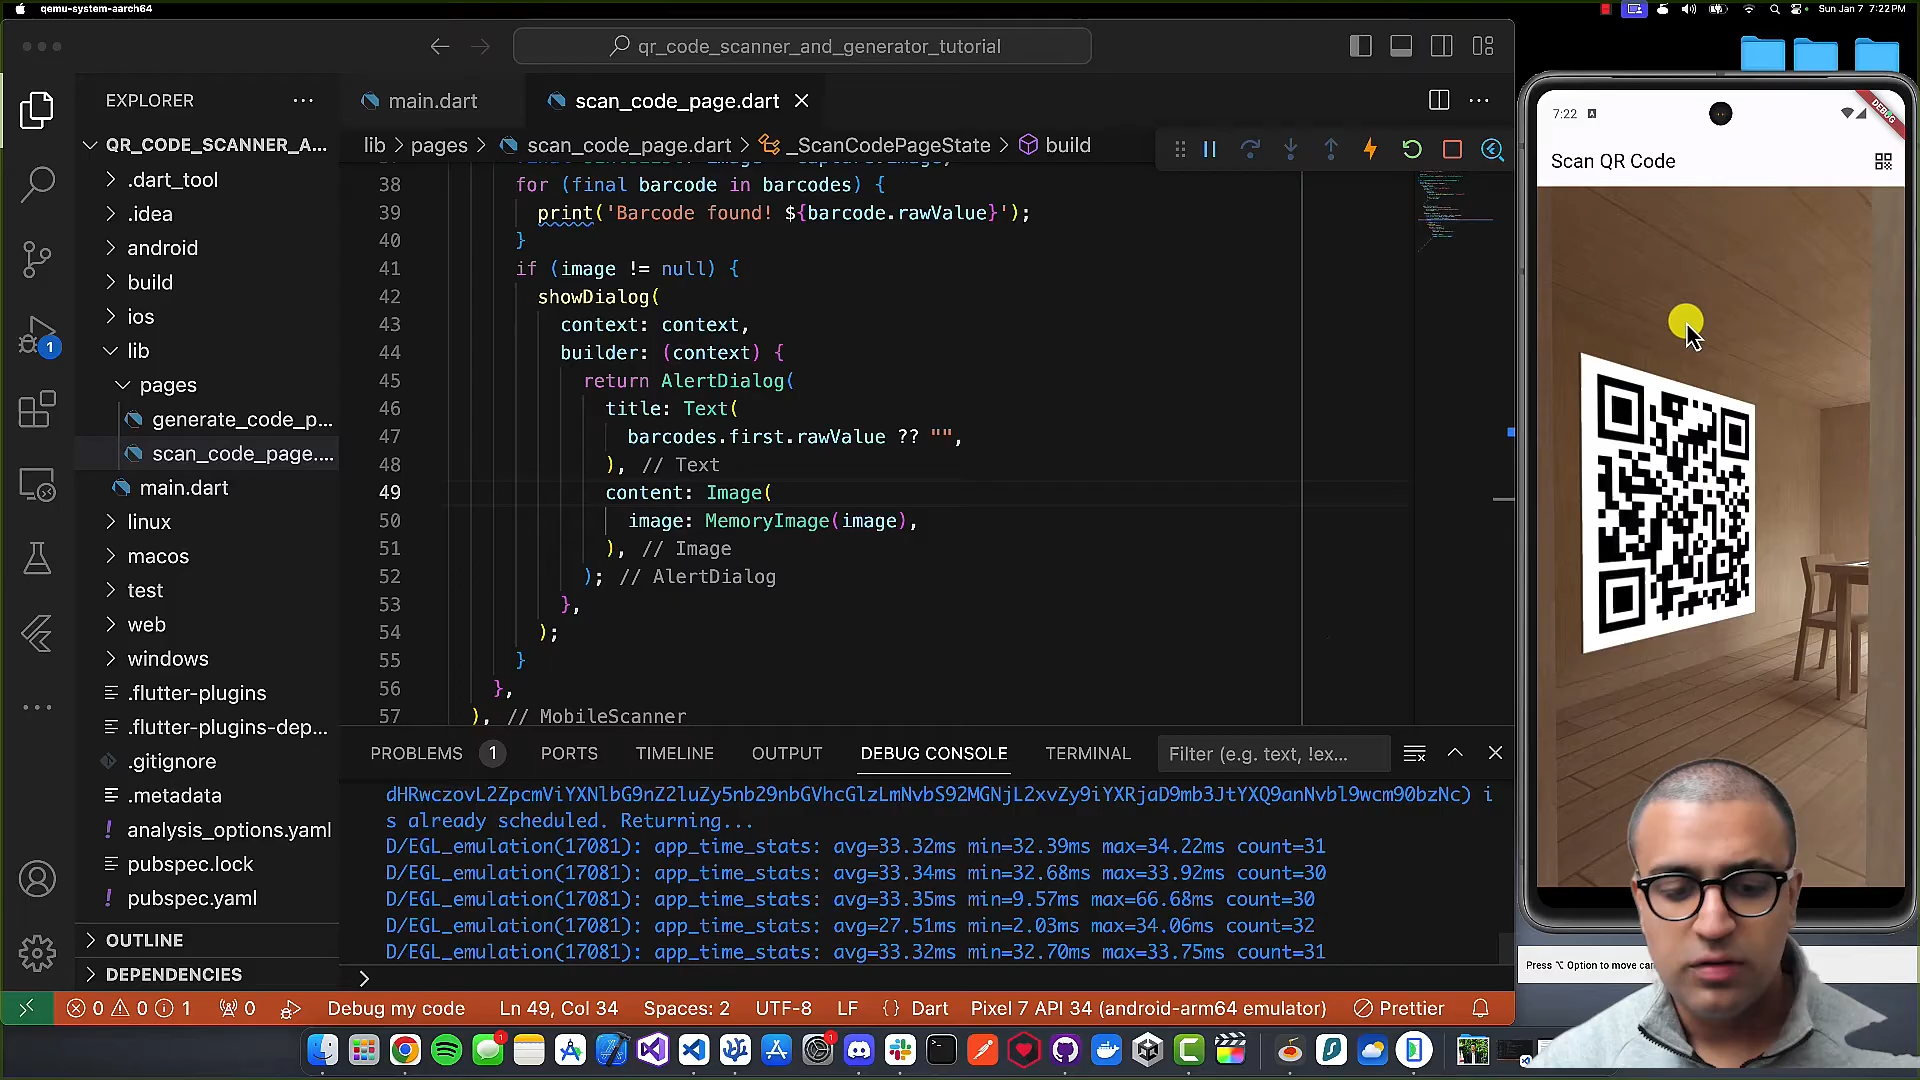 qemu-system-aarch64
Sun Jan 7 7:22PM
qr_code_scanner_and_generator_tutorial
EXPLORER
main.dart
scan_code_page.dart
QR_CODE_SCANNER_A...
lib > pages > scan_code_page.dart > _ScanCodePageState > build
.dart_tool
.idea
android
build
ios
lib
pages
generate_code_p...
scan_code_page....
main.dart
linux
macos
test
web
windows
.flutter-plugins
.flutter-plugins-dep...
.gitignore
.metadata
analysis_options.yaml
pubspec.lock
pubspec.yaml
OUTLINE
DEPENDENCIES
38 for (final barcode in barcodes) {
39 print('Barcode found! ${barcode.rawValue}');
40 }
41 if (image != null) {
42 showDialog(
43 context: context,
44 builder: (context) {
45 return AlertDialog(
46 title: Text(
47 barcodes.first.rawValue ?? "",
48 ), // Text
49 content: Image(
50 image: MemoryImage(image),
51 ), // Image
52 ); // AlertDialog
53 },
54 );
55 }
56 },
57 ), // MobileScanner
PROBLEMS 1 PORTS TIMELINE OUTPUT DEBUG CONSOLE TERMINAL Filter (e.g. text, !ex...
dHRwczovL2ZpcmViYXNlbG9nZ2luZy5nb29nbGVhcGlzLmNvbS92MGNjL2xvZy9iYXRjaD9mb3JtYXQ9anNvbl9wcm90bzNc) i
s already scheduled. Returning...
D/EGL_emulation(17081): app_time_stats: avg=33.32ms min=32.39ms max=34.22ms count=31
D/EGL_emulation(17081): app_time_stats: avg=33.34ms min=32.68ms max=33.92ms count=30
D/EGL_emulation(17081): app_time_stats: avg=33.35ms min=9.57ms max=66.68ms count=30
D/EGL_emulation(17081): app_time_stats: avg=27.51ms min=2.03ms max=34.06ms count=32
D/EGL_emulation(17081): app_time_stats: avg=33.32ms min=32.70ms max=33.75ms count=31
>
0 0 1 0 Debug my code Ln 49, Col 34 Spaces: 2 UTF-8 LF {} Dart Pixel 7 API 34 (android-arm64 emulator) Prettier
7:22
DEBUG
Scan QR Code
Press ⌥ Option to move
1
1
1